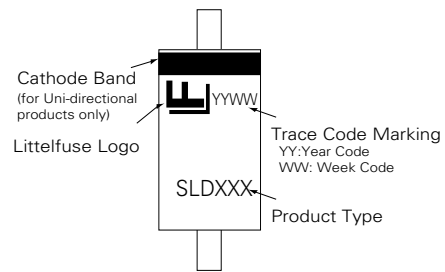 Cathode Band
(for Uni-directional
products only)
Littelfuse Logo
YYWW
Trace Code Marking
YY:Year Code
WW: Week Code
SLDXXX
Product Type